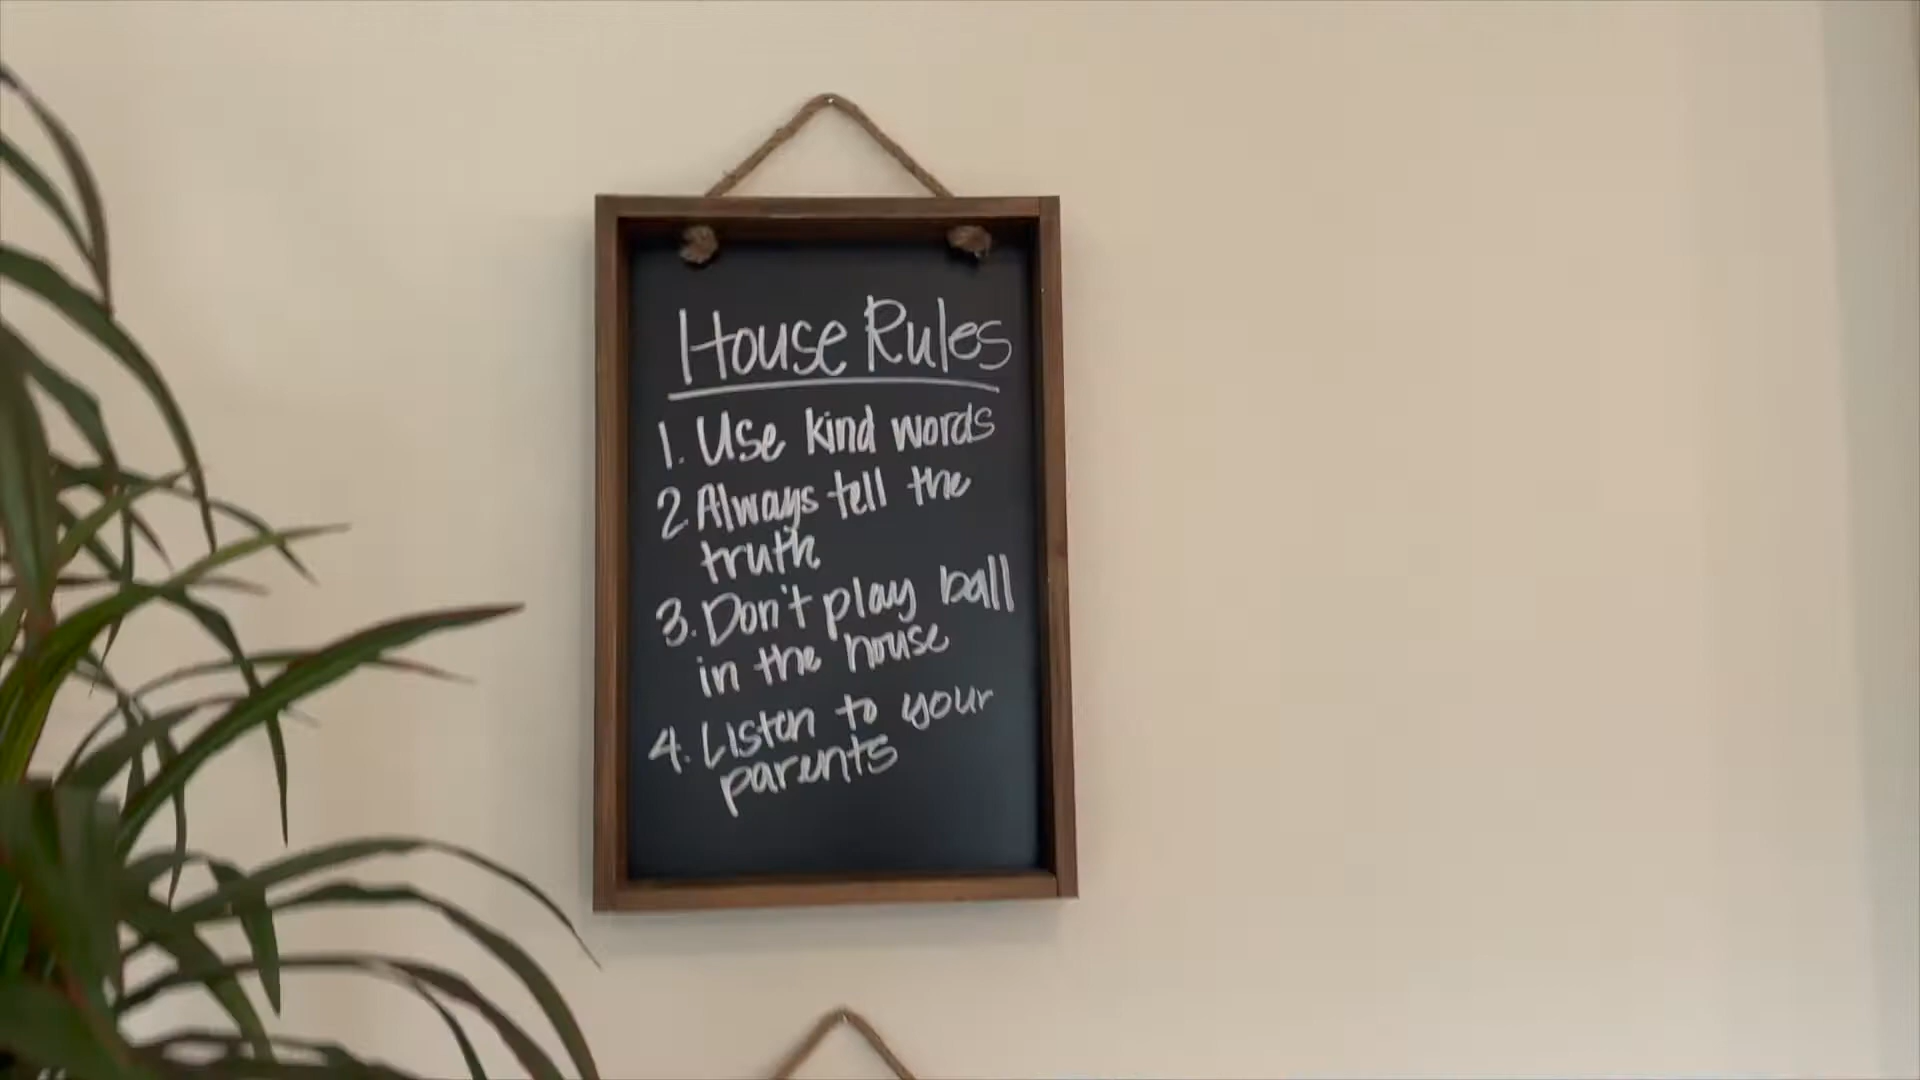 House Rules
1. Use kind words
2 Always tell the
truth
3. Don't play ball
in the house
4. Listen to your
parents